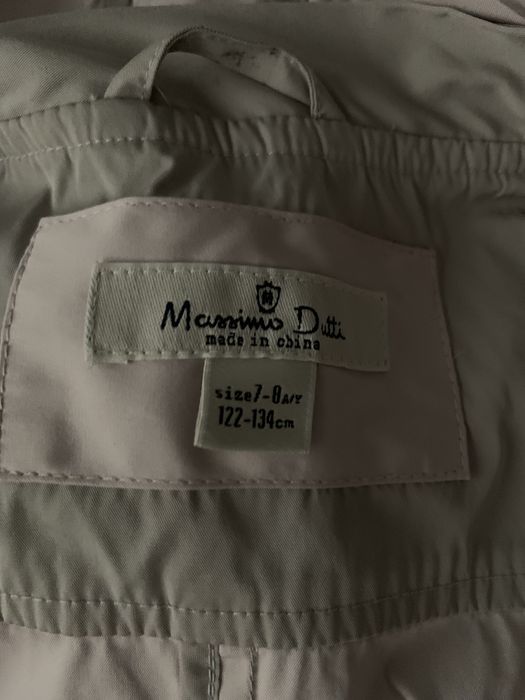 Massimo Dutti
made in china
size7-8A/Y
122-134cm